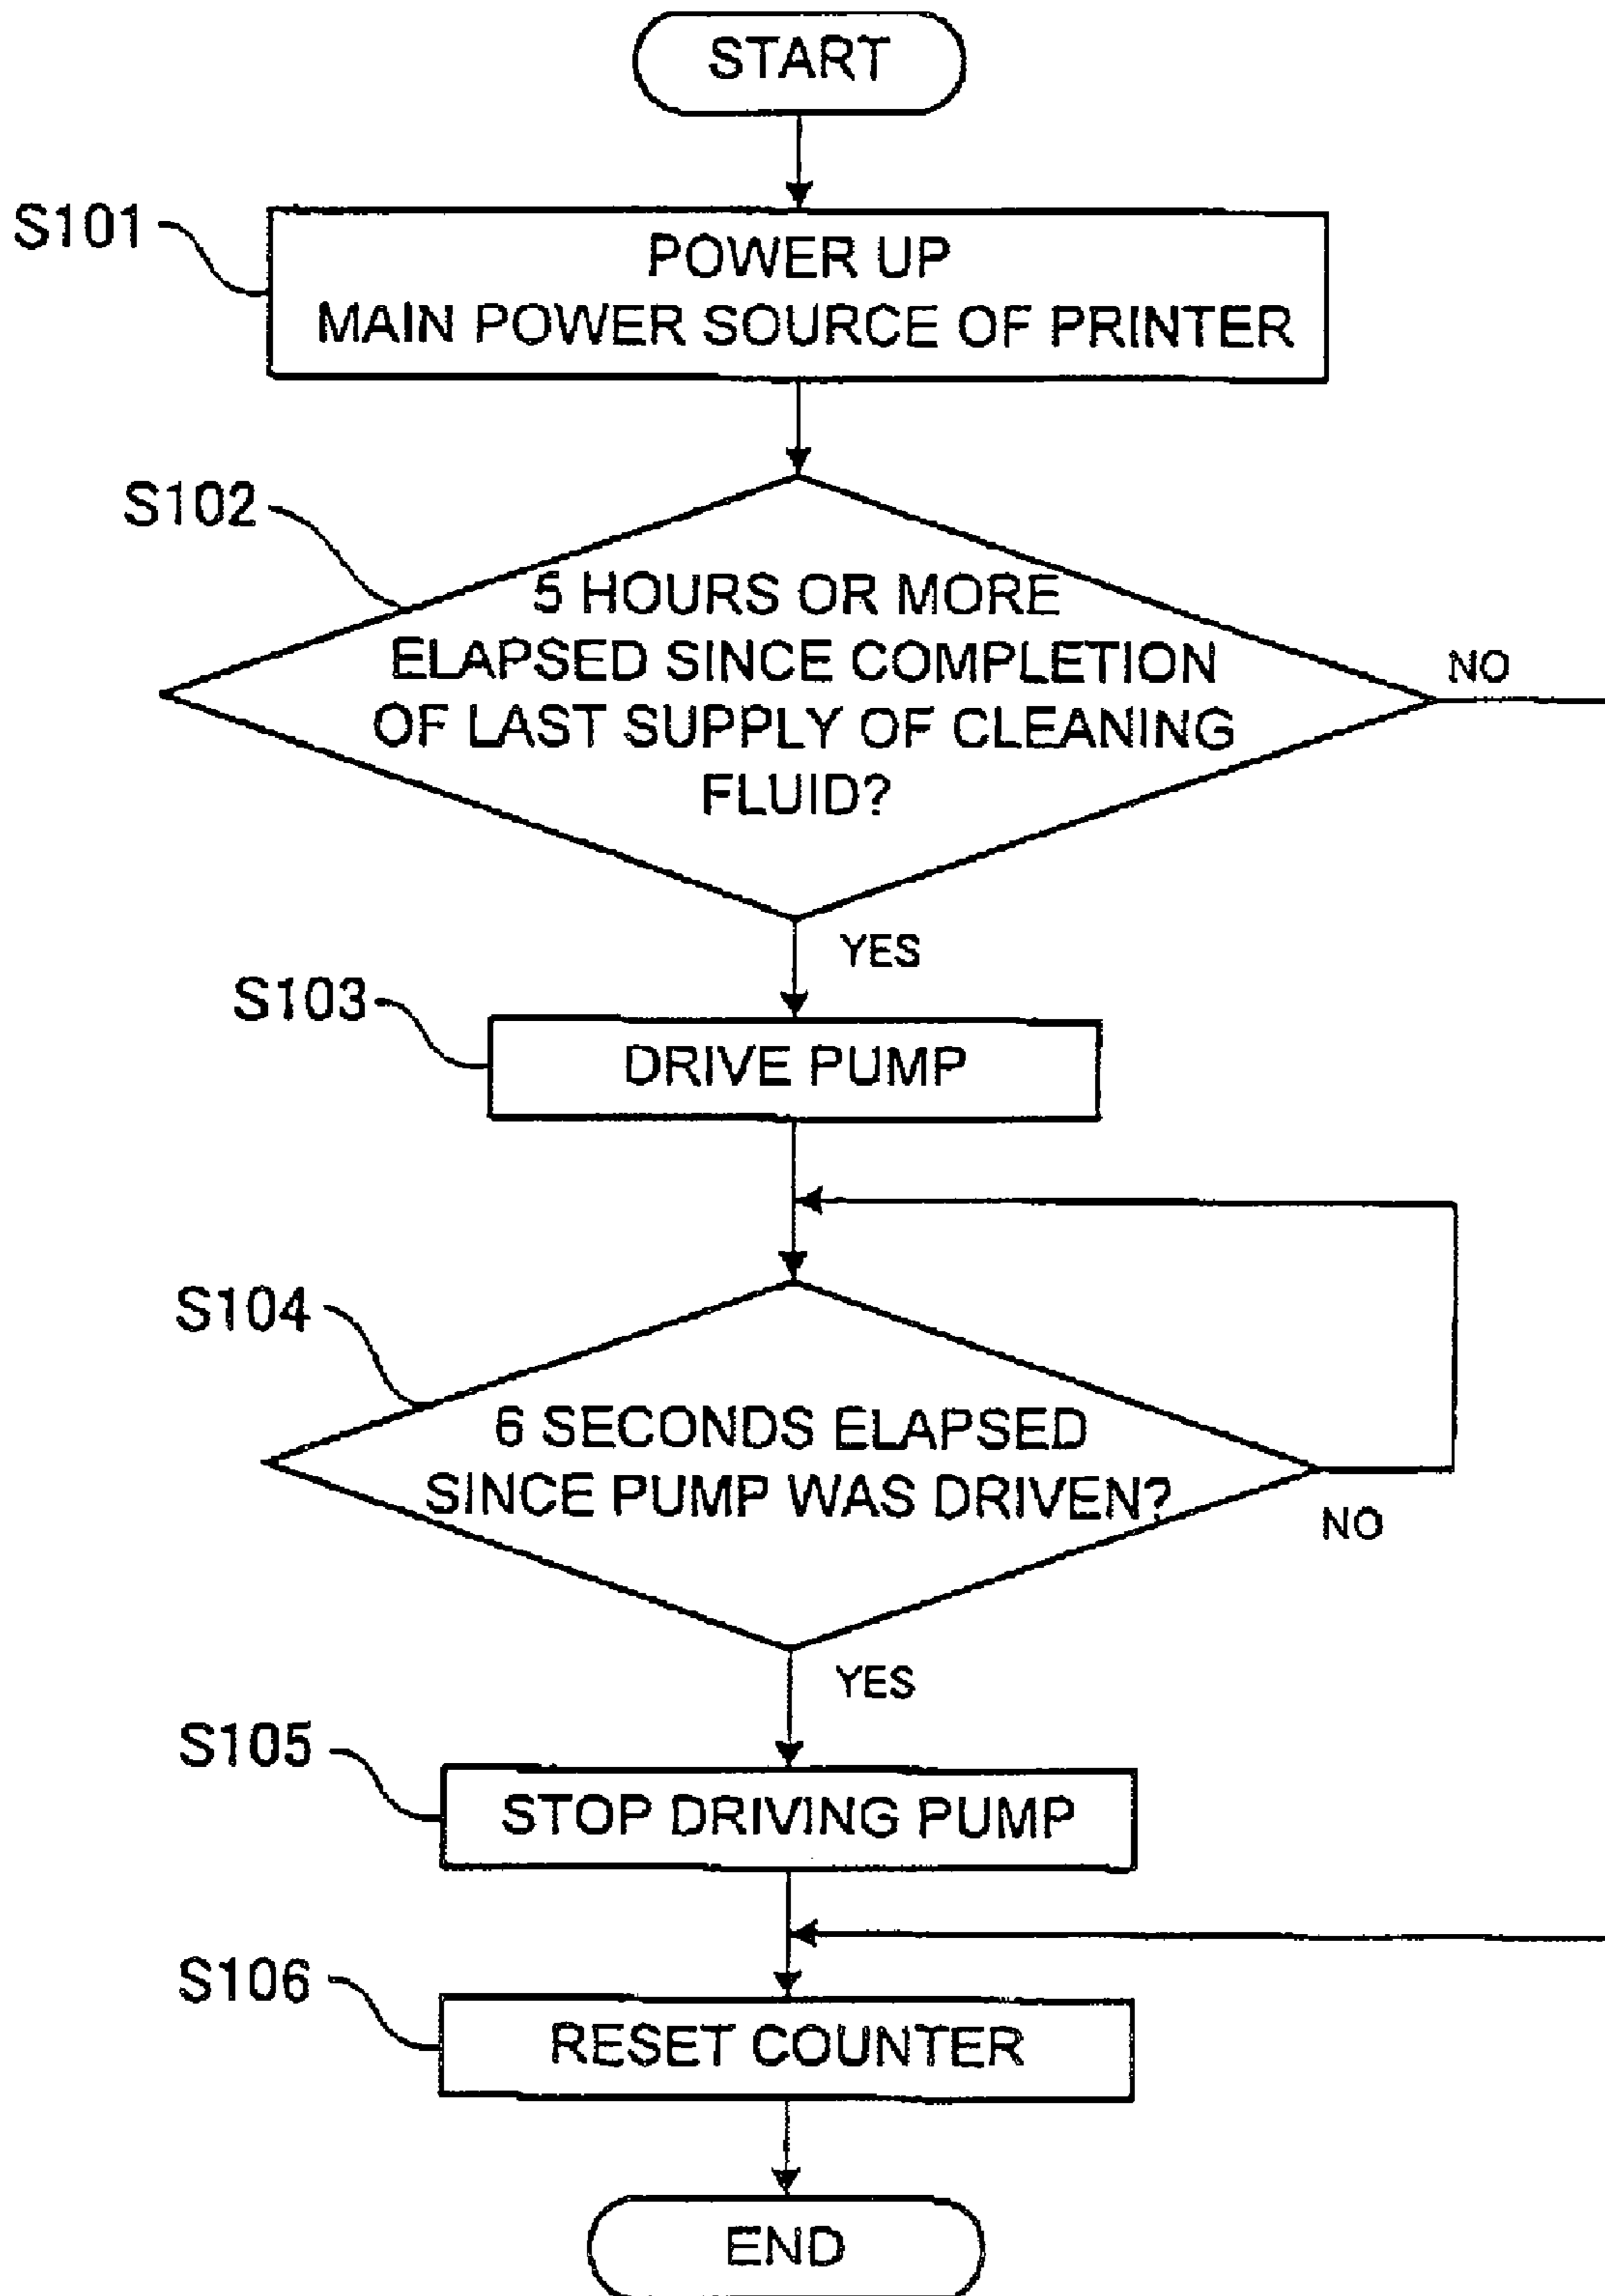 START
S101
POWER UP
MAIN POWER SOURCE OF PRINTER
S102
5 HOURS OR MORE
ELAPSED SINCE COMPLETION
OF LAST SUPPLY OF CLEANING
FLUID?
NO
YES
S103
DRIVE PUMP
S104
6 SECONDS ELAPSED
SINCE PUMP WAS DRIVEN?
NO
YES
S105
STOP DRIVING PUMP
S106
RESET COUNTER
END